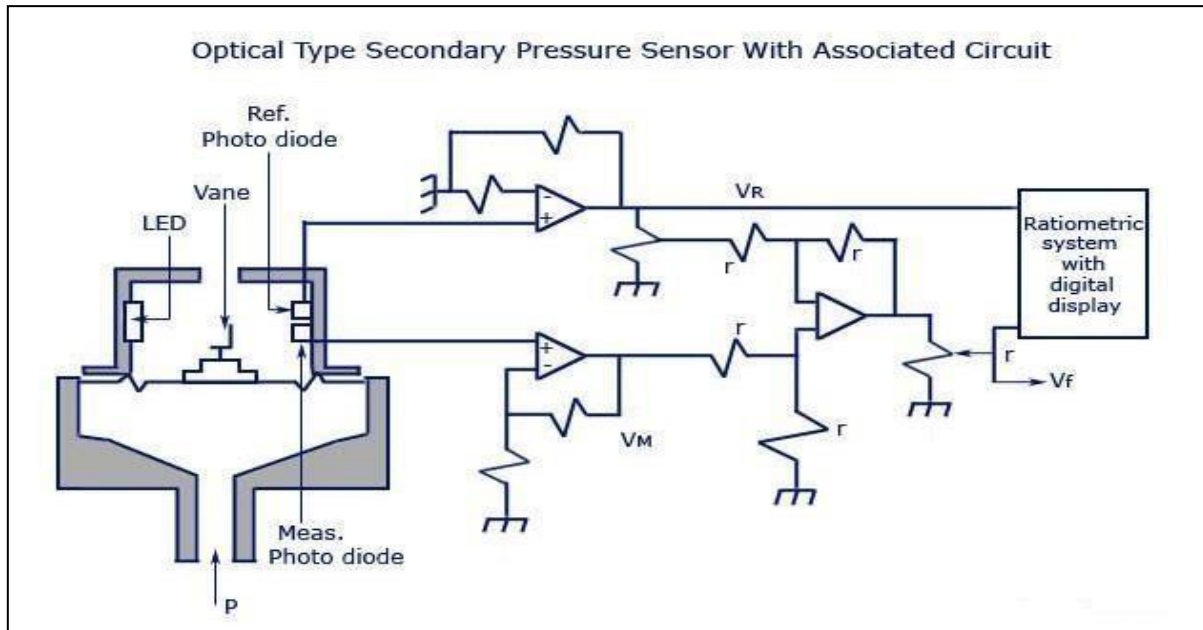 Optical Type Secondary Pressure Sensor With Associated Circuit
Ref.
Photo diode
Vane
LED
VR
Ratiometric
system
with
digital
display
r
r
-
+
r
+
-
r
Vf
VM
r
Meas.
Photo diode
P